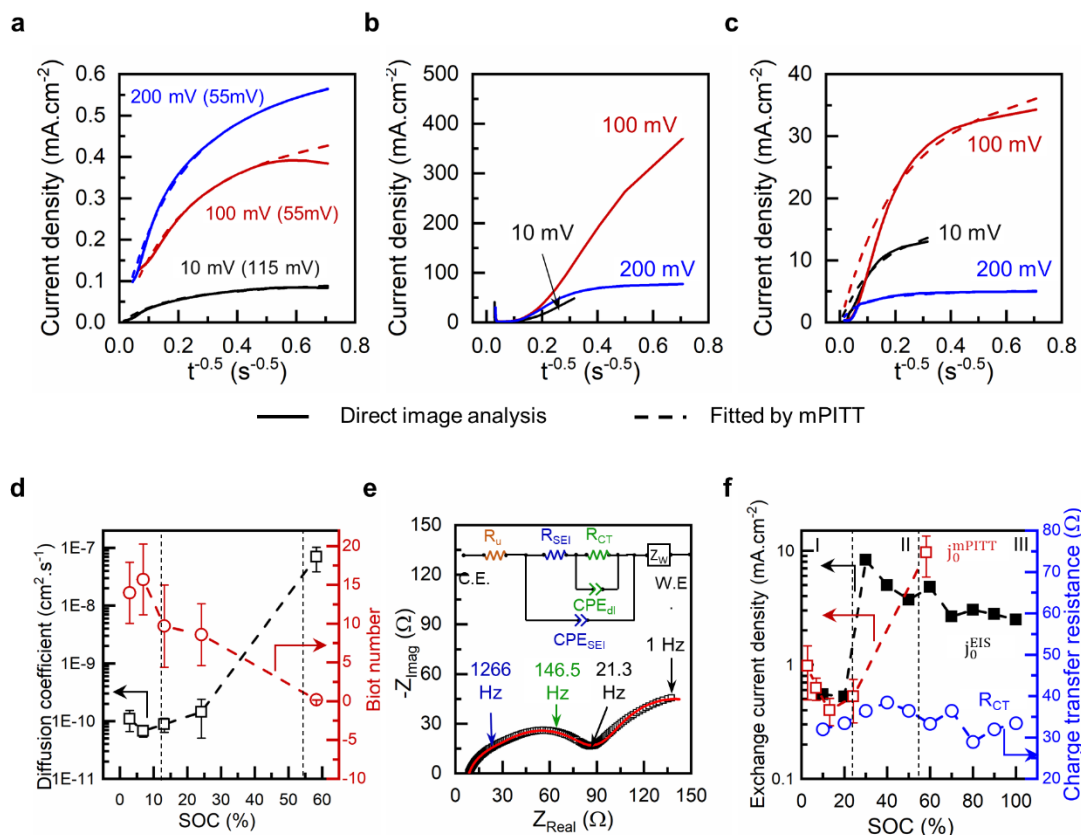 a
b
c
Current density (mA.cm⁻²)
0.6
0.5
0.4
0.3
0.2
0.1
0.0
200 mV (55mV)
100 mV (55mV)
10 mV (115 mV)
0.0 0.2 0.4 0.6 0.8
t⁻⁰·⁵ (s⁻⁰·⁵)
Current density (mA.cm⁻²)
500
400
300
200
100
0
100 mV
10 mV
200 mV
0.0 0.2 0.4 0.6 0.8
t⁻⁰·⁵ (s⁻⁰·⁵)
Current density (mA.cm⁻²)
40
30
20
10
0
100 mV
10 mV
200 mV
0.0 0.2 0.4 0.6 0.8
t⁻⁰·⁵ (s⁻⁰·⁵)
Direct image analysis
Fitted by mPITT
d
Diffusion coefficient (cm².s⁻¹)
1E-7
1E-8
1E-9
1E-10
1E-11
0 10 20 30 40 50 60
SOC (%)
20
15
10
5
0
-5
-10
Biot number
e
-Z_Imag (Ω)
150
120
90
60
30
0
R_u
R_SEI
R_CT
Z_W
C.E.
W.E
CPE_dl
CPE_SEI
1266 Hz
146.5 Hz
21.3 Hz
1 Hz
0 30 60 90 120 150
Z_Real (Ω)
f
Exchange current density (mA.cm⁻²)
10
1
0.1
I
II
III
j₀^mPITT
j₀^EIS
R_CT
0 20 40 60 80 100
SOC (%)
80
70
60
50
40
30
20
Charge transfer resistance (Ω)